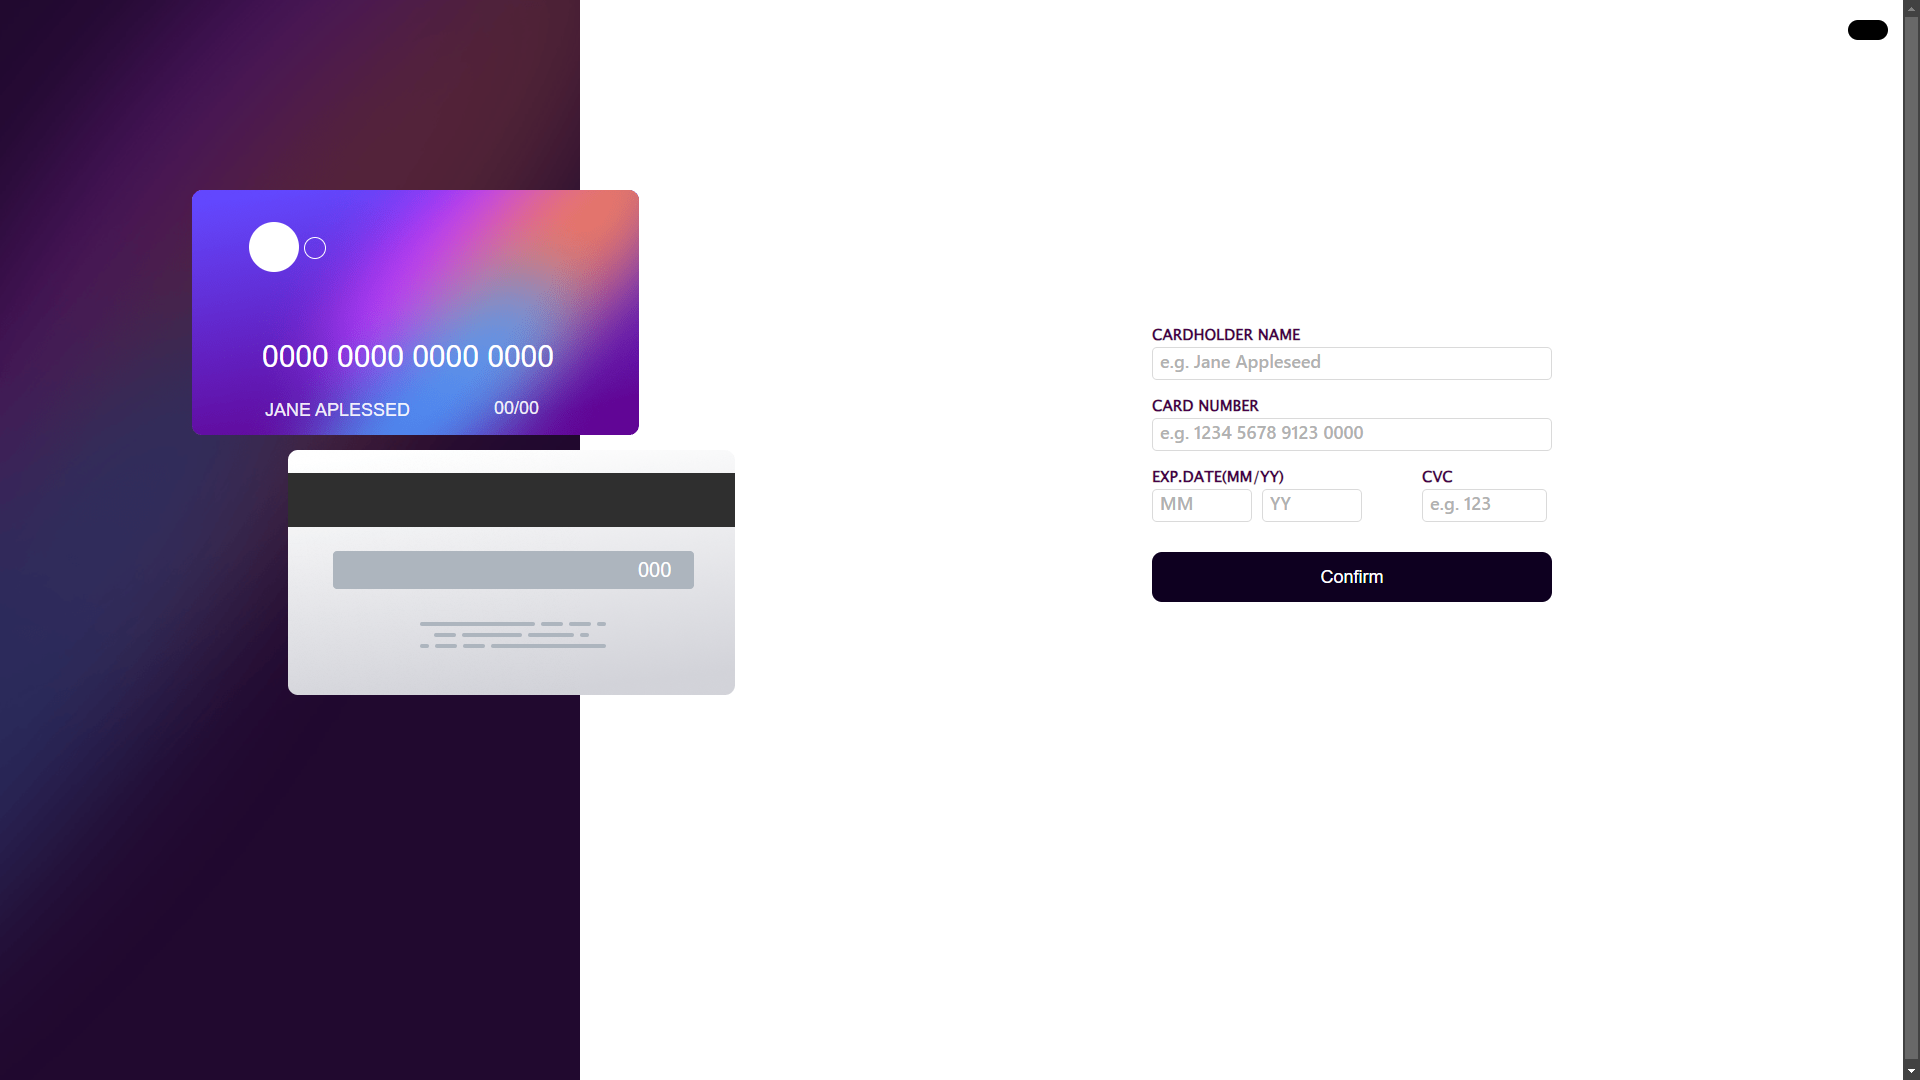 0000 0000 0000 0000
JANE APLESSED 00/00
000
CARDHOLDER NAME
e.g. Jane Appleseed
CARD NUMBER
e.g. 1234 5678 9123 0000
EXP.DATE(MM/YY) CVC
MM YY e.g. 123
Confirm